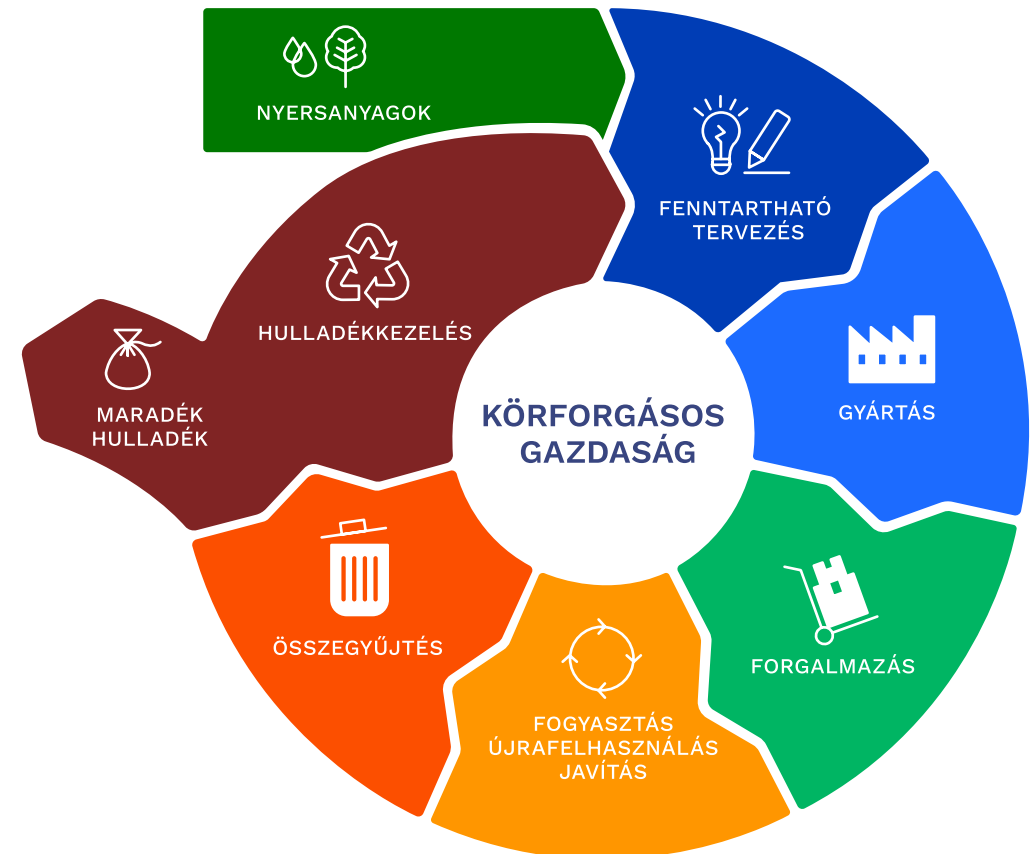 NYERSANYAGOK
FENNTARTHATÓ
TERVEZÉS
GYÁRTÁS
FORGALMAZÁS
FOGYASZTÁS
ÚJRAFELHASZNÁLÁS
JAVÍTÁS
ÖSSZEGYŰJTÉS
HULLADÉKKEZELÉS
MARADÉK
HULLADÉK
KÖRFORGÁSOS
GAZDASÁG